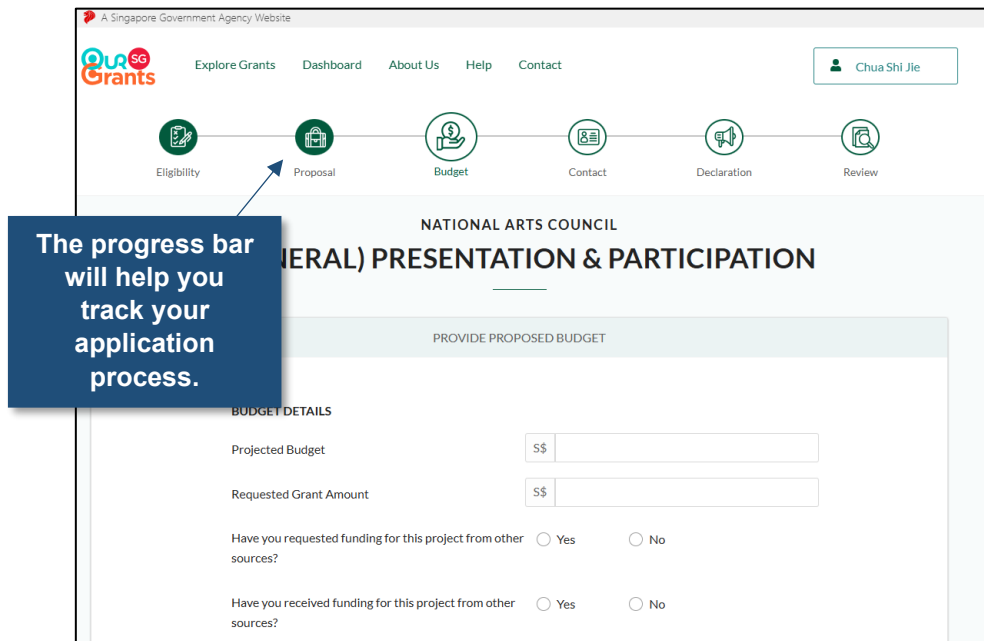 A Singapore Government Agency Website
OUR SG
Grants
Explore Grants Dashboard About Us Help Contact
Chua Shi Jie
Eligibility Proposal Budget Contact Declaration Review
The progress bar
will help you
track your
application
process.
NATIONAL ARTS COUNCIL
NERAL) PRESENTATION & PARTICIPATION
PROVIDE PROPOSED BUDGET
BUDGET DETAILS
Projected Budget S$
Requested Grant Amount S$
Have you requested funding for this project from other Yes No
sources?
Have you received funding for this project from other Yes No
sources?